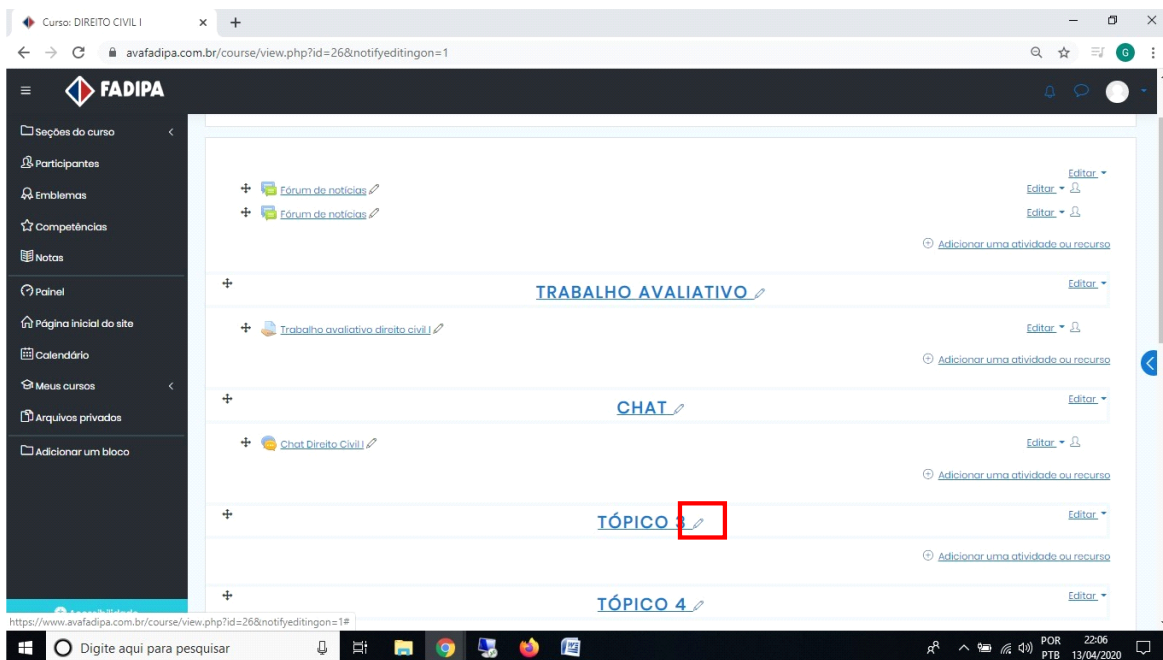 Curso: DIREITO CIVIL I
avafadipa.com.br/course/view.php?id=26&notifyeditingon=1
G
FADIPA
Seções do curso
Participantes
Emblemas
Competências
Notas
Painel
Página inicial do site
Calendário
Meus cursos
Arquivos privados
Adicionar um bloco
Acessibilidade
Editar
Fórum de notícias
Editar
Fórum de notícias
Editar
Adicionar uma atividade ou recurso
TRABALHO AVALIATIVO
Editar
Trabalho avaliativo direito civil I
Editar
Adicionar uma atividade ou recurso
CHAT
Editar
Chat Direito Civil I
Editar
Adicionar uma atividade ou recurso
TÓPICO 3
Editar
Adicionar uma atividade ou recurso
TÓPICO 4
Editar
https://www.avafadipa.com.br/course/view.php?id=26&notifyeditingon=1#
Digite aqui para pesquisar
POR
PTB
22:06
13/04/2020